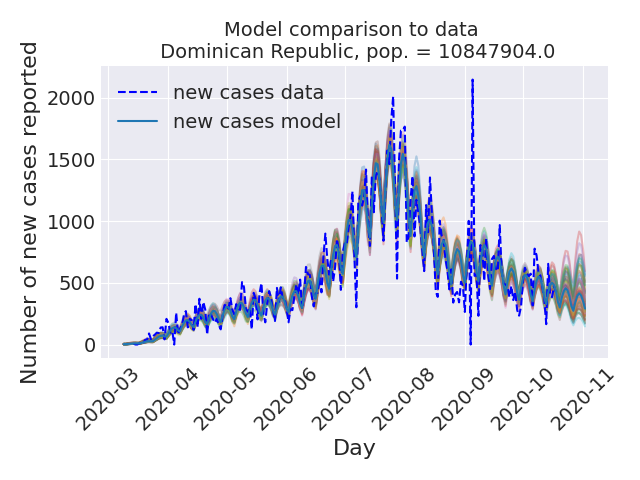 Model comparison to data
Dominican Republic, pop. = 10847904.0
new cases data
new cases model
Number of new cases reported
2000
1500
1000
500
0
2020-03
2020-04
2020-05
2020-06
2020-07
2020-08
2020-09
2020-10
2020-11
Day